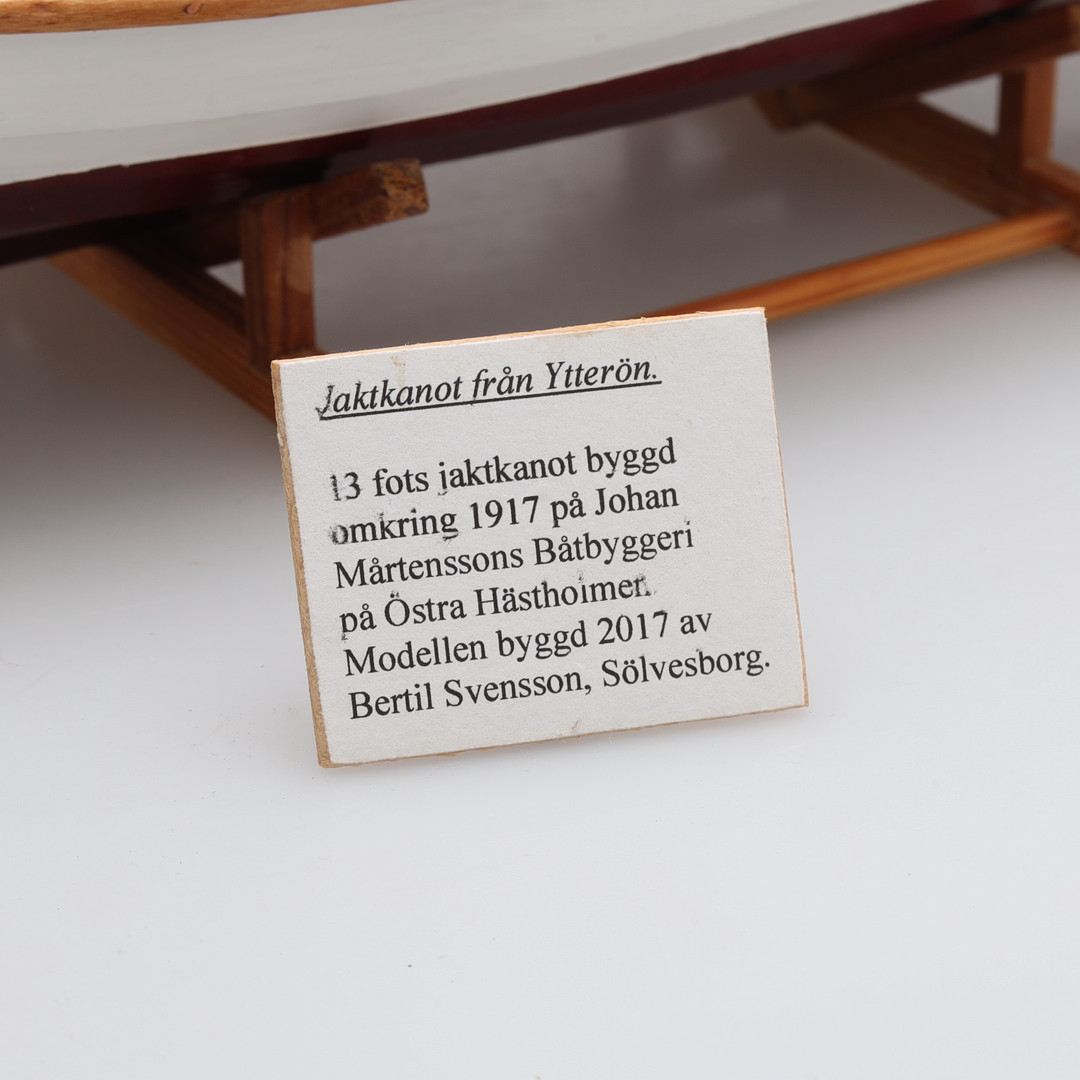 Jaktkanot från Ytterön.
13 fots jaktkanot byggd
omkring 1917 på Johan
Mårtenssons Båtbyggeri
på Östra Hästholmen.
Modellen byggd 2017 av
Bertil Svensson, Sölvesborg.